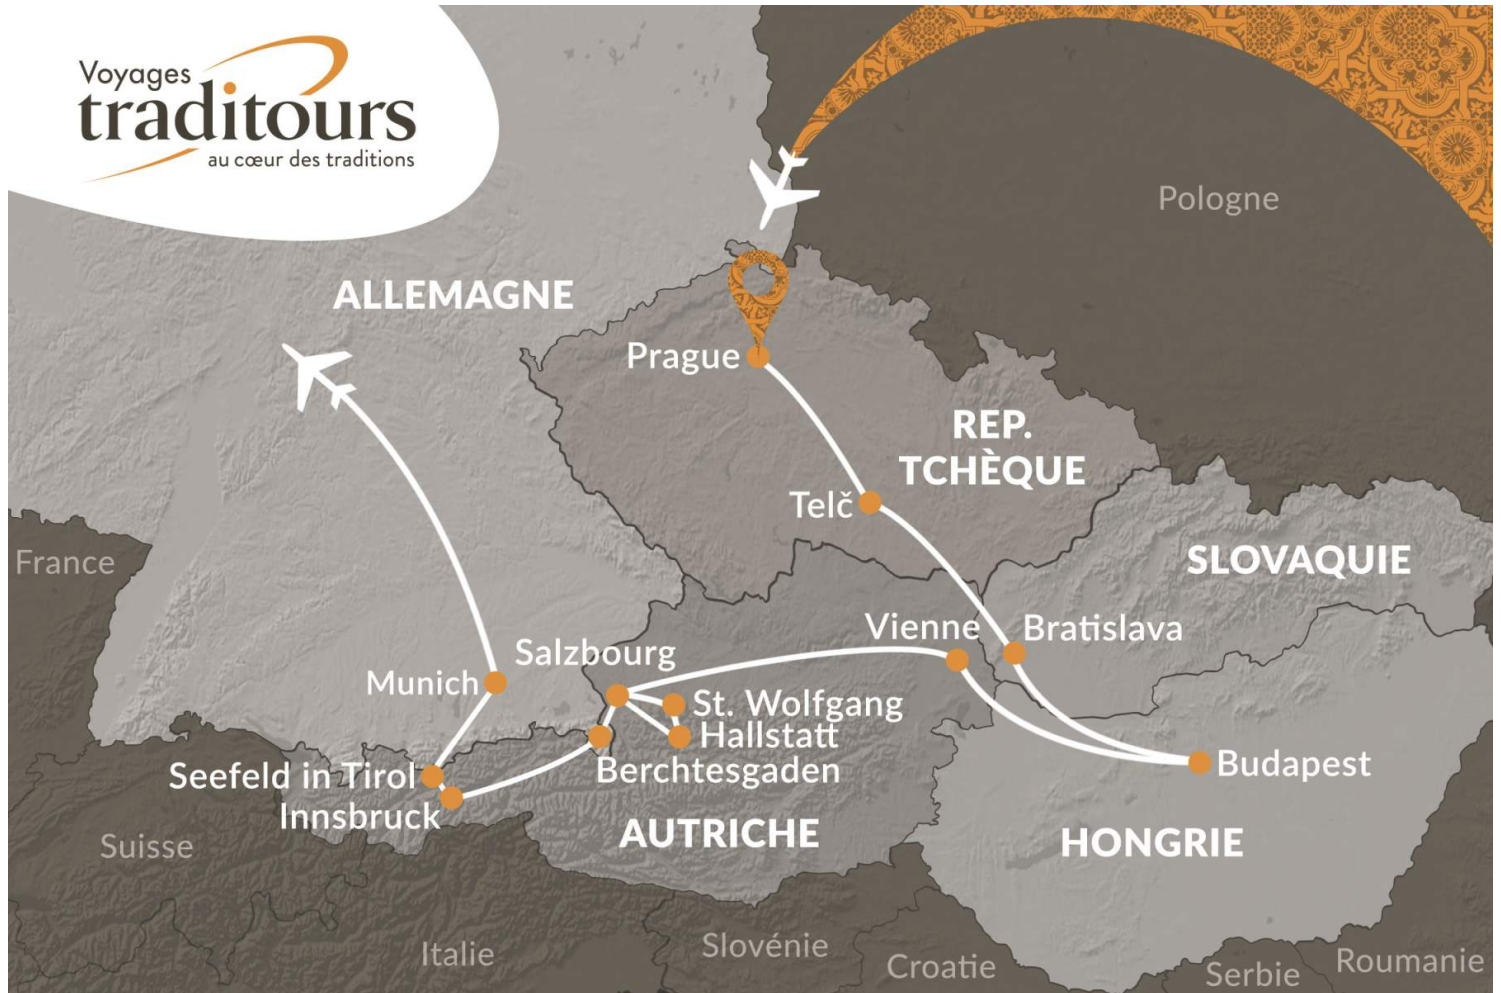 Voyages
traditours
au cœur des traditions
Pologne
ALLEMAGNE
Prague
REP.
TCHÈQUE
Telč
France
SLOVAQUIE
Vienne
Bratislava
Salzbourg
Munich
St. Wolfgang
Hallstatt
Berchtesgaden
Budapest
Seefeld in Tirol
Innsbruck
AUTRICHE
HONGRIE
Suisse
Italie
Slovénie
Croatie
Serbie
Roumanie